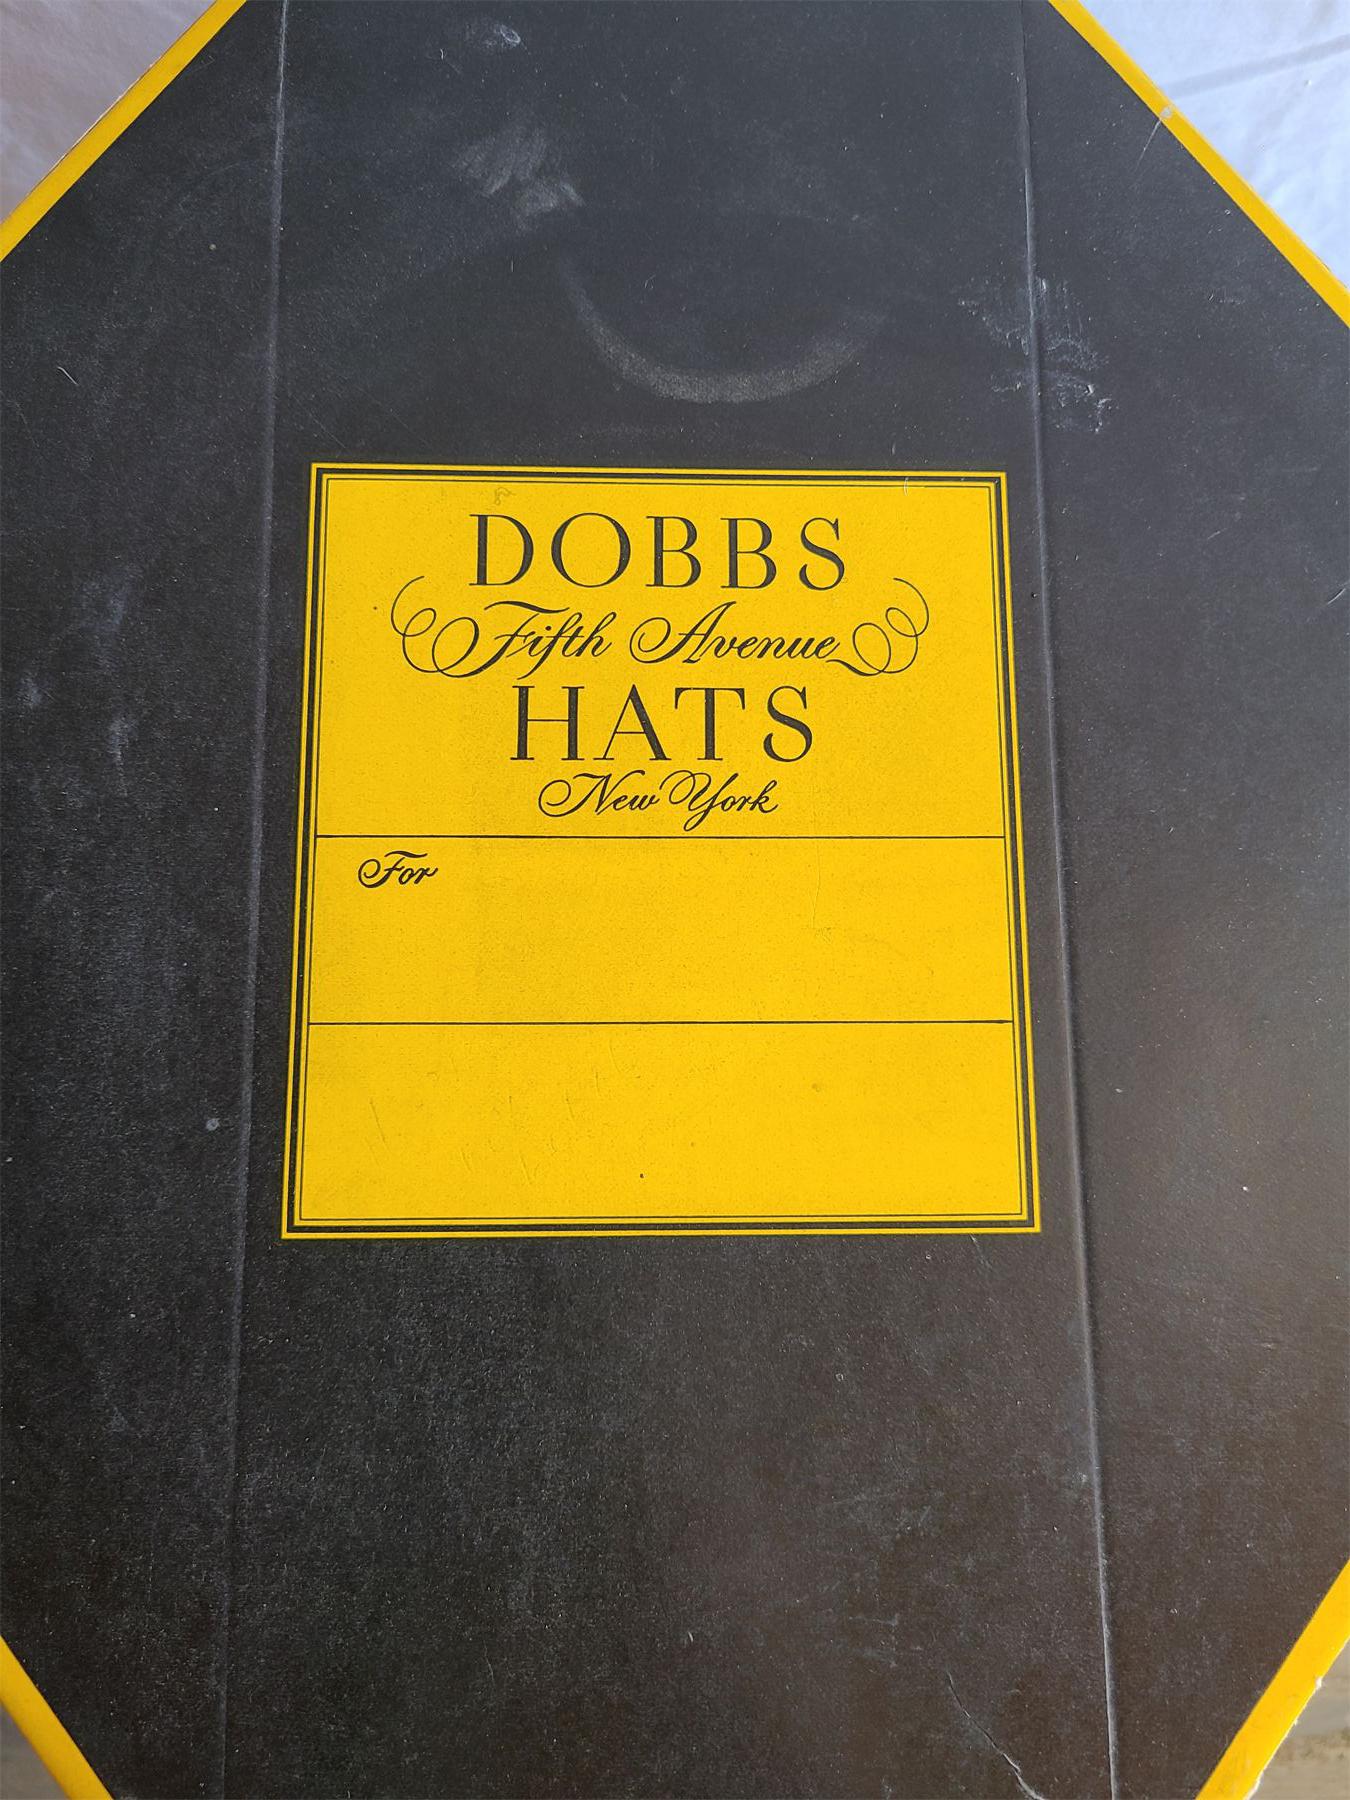 DOBBS
Fifth Avenue
HATS
New York
For